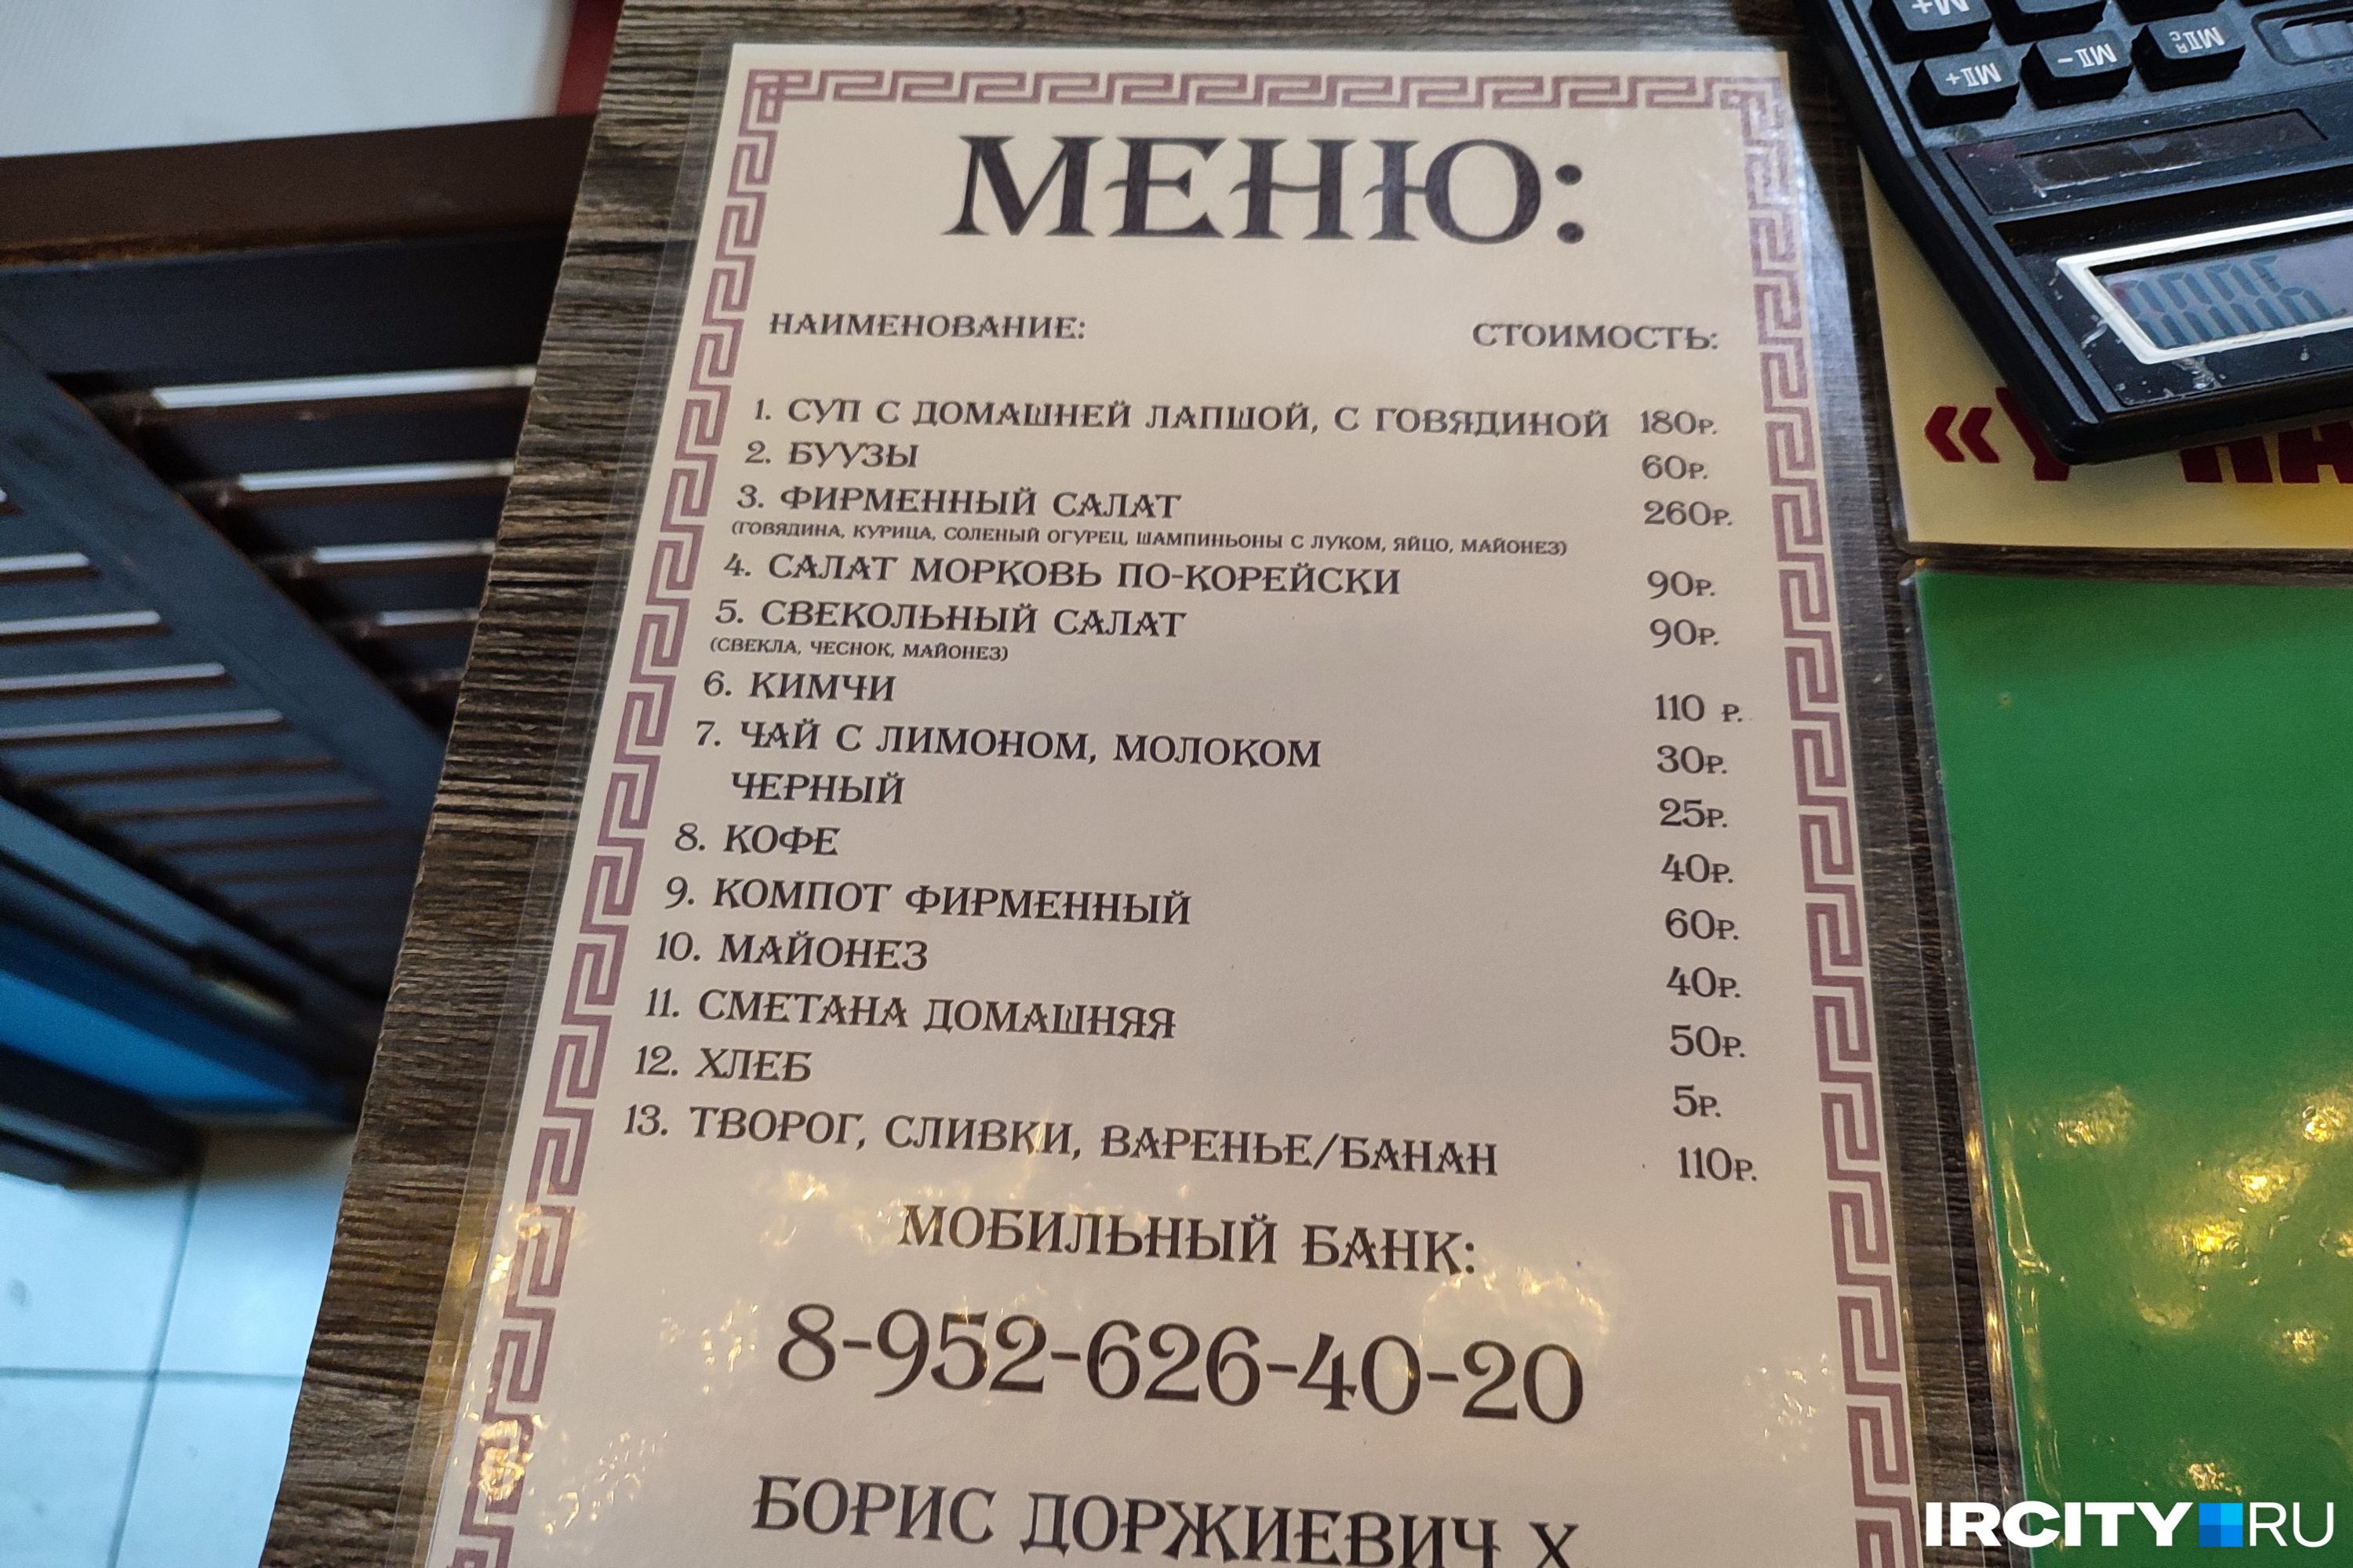 МЕНЮ:
НАИМЕНОВАНИЕ: СТОИМОСТЬ:
1. СУП С ДОМАШНЕЙ ЛАПШОЙ, С ГОВЯДИНОЙ 180Р.
2. БУУЗЫ 60Р.
3. ФИРМЕННЫЙ САЛАТ 260Р.
(ГОВЯДИНА, КУРИЦА, СОЛЕНЫЙ ОГУРЕЦ, ШАМПИНЬОНЫ С ЛУКОМ, ЯЙЦО, МАЙОНЕЗ)
4. САЛАТ МОРКОВЬ ПО-КОРЕЙСКИ 90Р.
5. СВЕКОЛЬНЫЙ САЛАТ 90Р.
(СВЕКЛА, ЧЕСНОК, МАЙОНЕЗ)
6. КИМЧИ 110 Р.
7. ЧАЙ С ЛИМОНОМ, МОЛОКОМ 30Р.
ЧЕРНЫЙ 25Р.
8. КОФЕ 40Р.
9. КОМПОТ ФИРМЕННЫЙ 60Р.
10. МАЙОНЕЗ 40Р.
11. СМЕТАНА ДОМАШНЯЯ 50Р.
12. ХЛЕБ 5Р.
13. ТВОРОГ, СЛИВКИ, ВАРЕНЬЕ/БАНАН 110Р.
МОБИЛЬНЫЙ БАНК:
8-952-626-40-20
БОРИС ДОРЖИЕВИЧ Х.
M+
MII+ MII-
IRCITY.RU